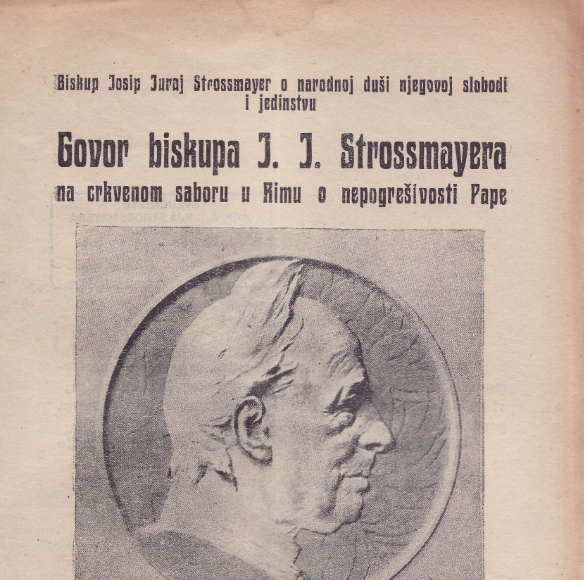 Biskup Josip Juraj Strossmayer o narodnoj duši njegovoj slobodi
i jedinstvu
Govor biskupa J. J. Strossmayera
na crkvenom saboru u Rimu o nepogrešivosti Pape